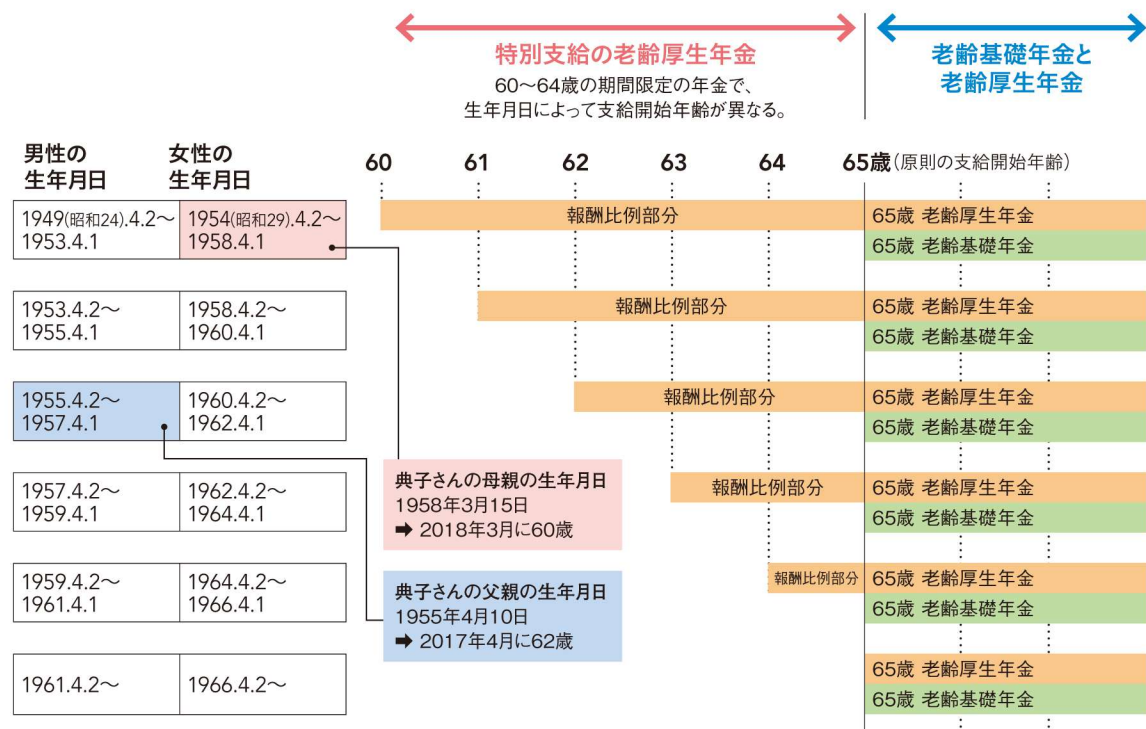 特別支給の老齢厚生年金
60〜64歳の期間限定の年金で、
生年月日によって支給開始年齢が異なる。
老齢基礎年金と
老齢厚生年金
男性の
生年月日
女性の
生年月日
60
61
62
63
64
65歳(原則の支給開始年齢)
1949(昭和24).4.2〜
1953.4.1
1954(昭和29).4.2〜
1958.4.1
報酬比例部分
65歳 老齢厚生年金
65歳 老齢基礎年金
1953.4.2〜
1955.4.1
1958.4.2〜
1960.4.1
報酬比例部分
65歳 老齢厚生年金
65歳 老齢基礎年金
1955.4.2〜
1957.4.1
1960.4.2〜
1962.4.1
報酬比例部分
65歳 老齢厚生年金
65歳 老齢基礎年金
1957.4.2〜
1959.4.1
1962.4.2〜
1964.4.1
典子さんの母親の生年月日
1958年3月15日
➡ 2018年3月に60歳
報酬比例部分
65歳 老齢厚生年金
65歳 老齢基礎年金
1959.4.2〜
1961.4.1
1964.4.2〜
1966.4.1
典子さんの父親の生年月日
1955年4月10日
➡ 2017年4月に62歳
報酬比例部分
65歳 老齢厚生年金
65歳 老齢基礎年金
1961.4.2〜
1966.4.2〜
65歳 老齢厚生年金
65歳 老齢基礎年金